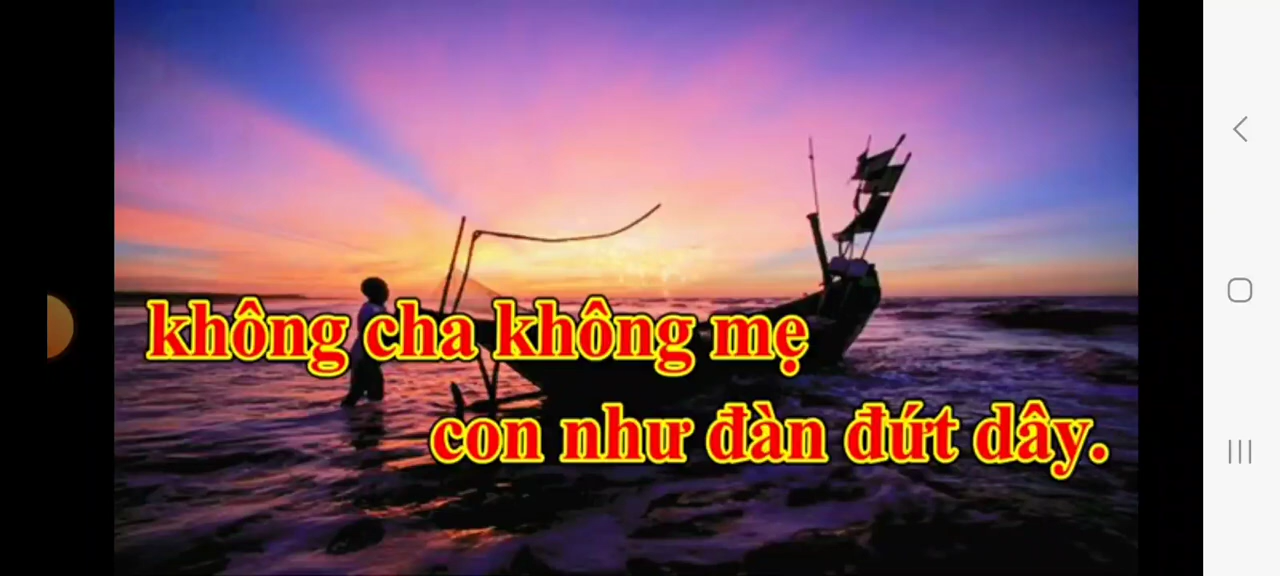 không cha không mẹ
con như đàn đứt dây.